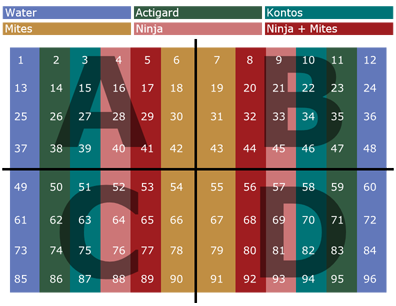 Water Actigard Kontos
Mites Ninja Ninja + Mites
A B
1 2 3 4 5 6 7 8 9 10 11 12
13 14 15 16 17 18 19 20 21 22 23 24
25 26 27 28 29 30 31 32 33 34 35 36
37 38 39 40 41 42 43 44 45 46 47 48
C D
49 50 51 52 53 54 55 56 57 58 59 60
61 62 63 64 65 66 67 68 69 70 71 72
73 74 75 76 77 78 79 80 81 82 83 84
85 86 87 88 89 90 91 92 93 94 95 96